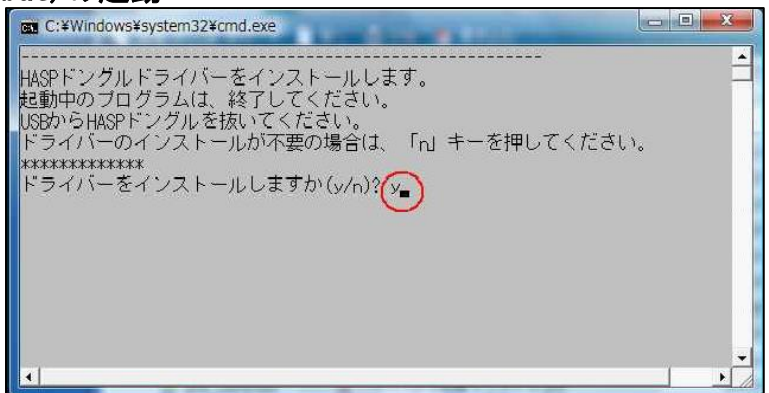 の起動
C:¥Windows¥system32¥cmd.exe
--------------------------------------------------------
HASPドングルドライバーをインストールします。
起動中のプログラムは、終了してください。
USBからHASPドングルを抜いてください。
ドライバーのインストールが不要の場合は、「n」キーを押してください。
*************
ドライバーをインストールしますか(y/n)? y